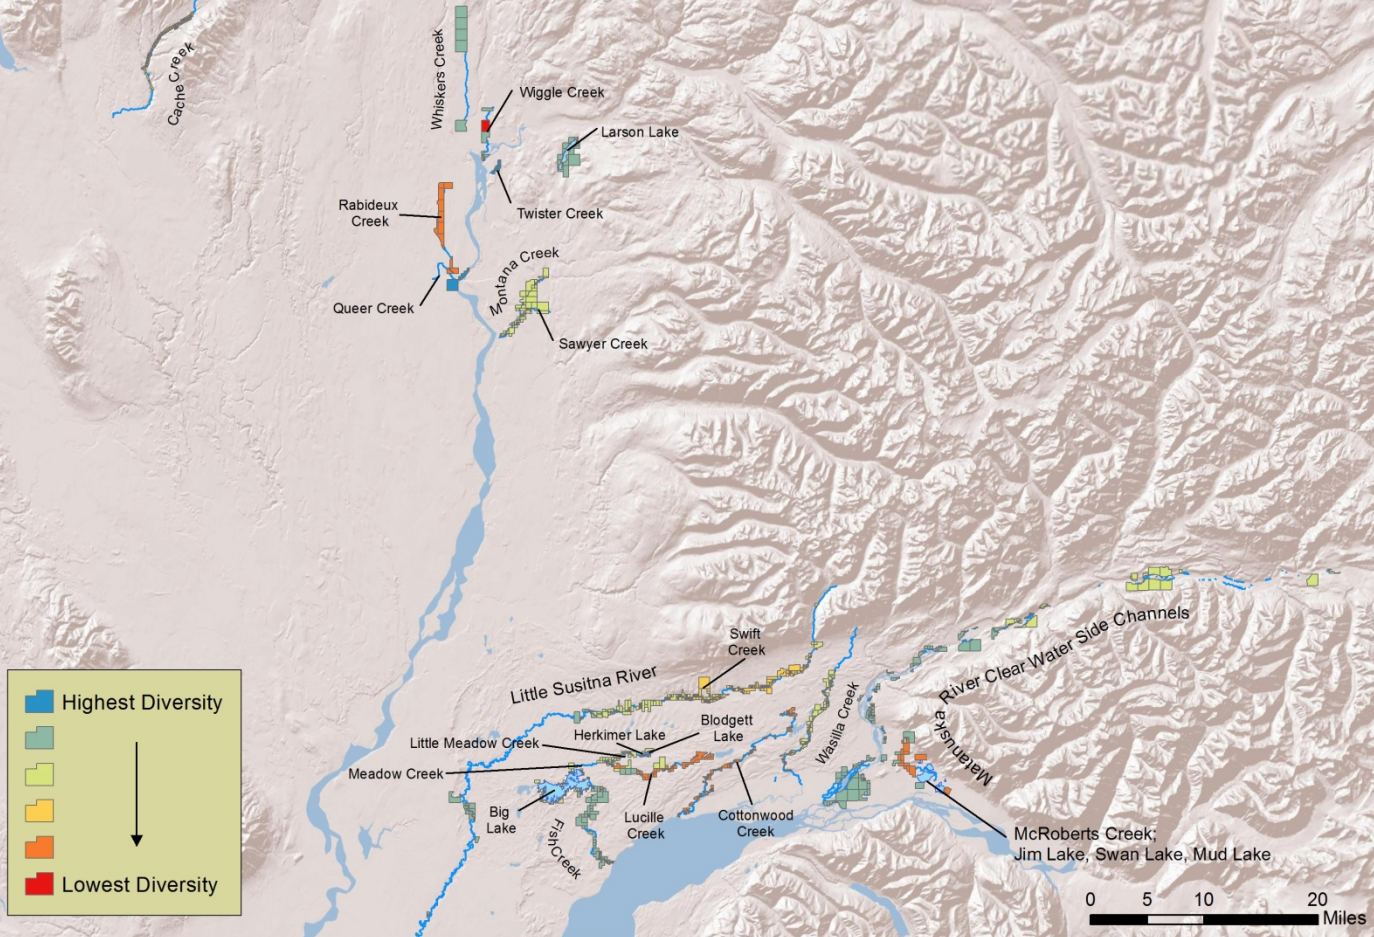 Cache Creek
Whiskers Creek
Wiggle Creek
Larson Lake
Rabideux
Creek
Twister Creek
Montana Creek
Queer Creek
Sawyer Creek
Swift
Creek
Little Susitna River
River Clear Water Side Channels
Matanuska
Wasilla Creek
Blodgett
Lake
Herkimer Lake
Little Meadow Creek
Meadow Creek
Big
Lake
Fish Creek
Lucille
Creek
Cottonwood
Creek
McRoberts Creek;
Jim Lake, Swan Lake, Mud Lake
Highest Diversity
Lowest Diversity
0 5 10 20
Miles